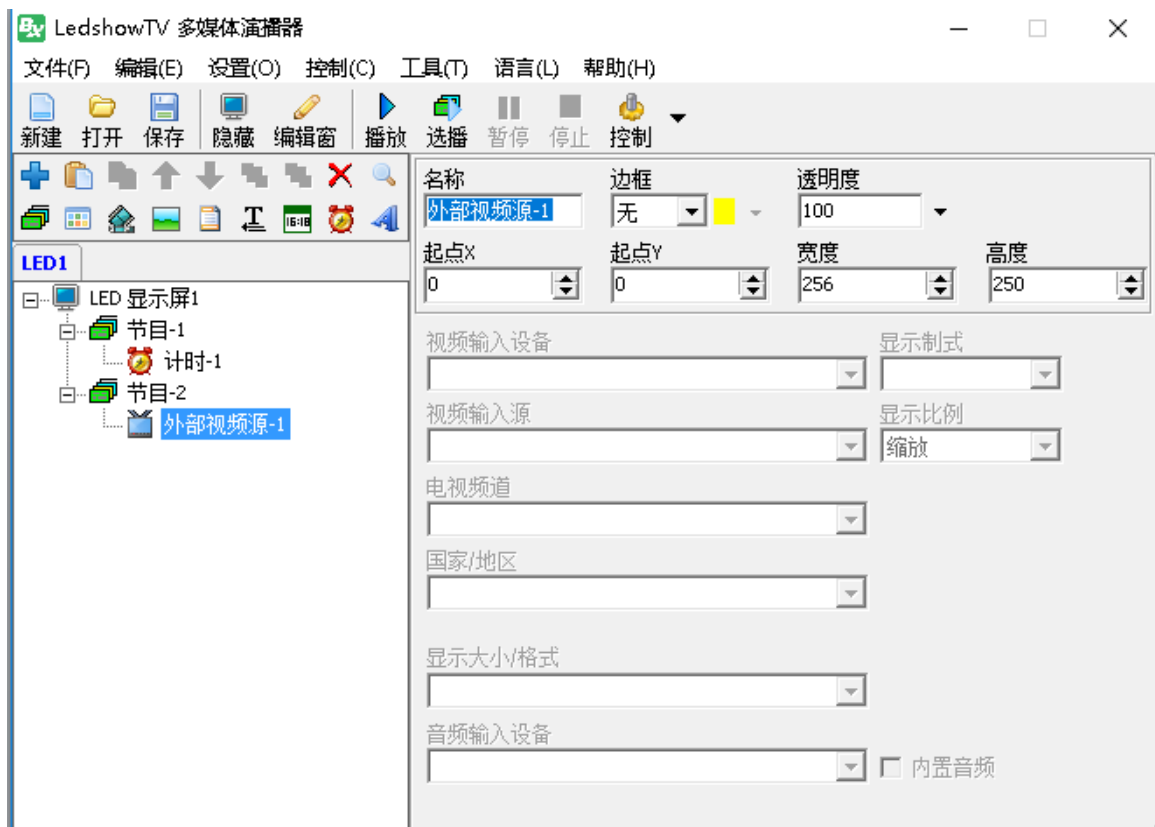 BX LedshowTV 多媒体演播器
文件(F) 编辑(E) 设置(O) 控制(C) 工具(T) 语言(L) 帮助(H)
新建 打开 保存 隐藏 编辑窗 播放 选播 暂停 停止 控制
16:18
LED1
LED 显示屏1
节目-1
计时-1
节目-2
外部视频源-1
名称 边框 透明度
外部视频源-1 无 100
起点X 起点Y 宽度 高度
0 0 256 250
视频输入设备 显示制式
视频输入源 显示比例
缩放
电视频道
国家/地区
显示大小/格式
音频输入设备
内置音频